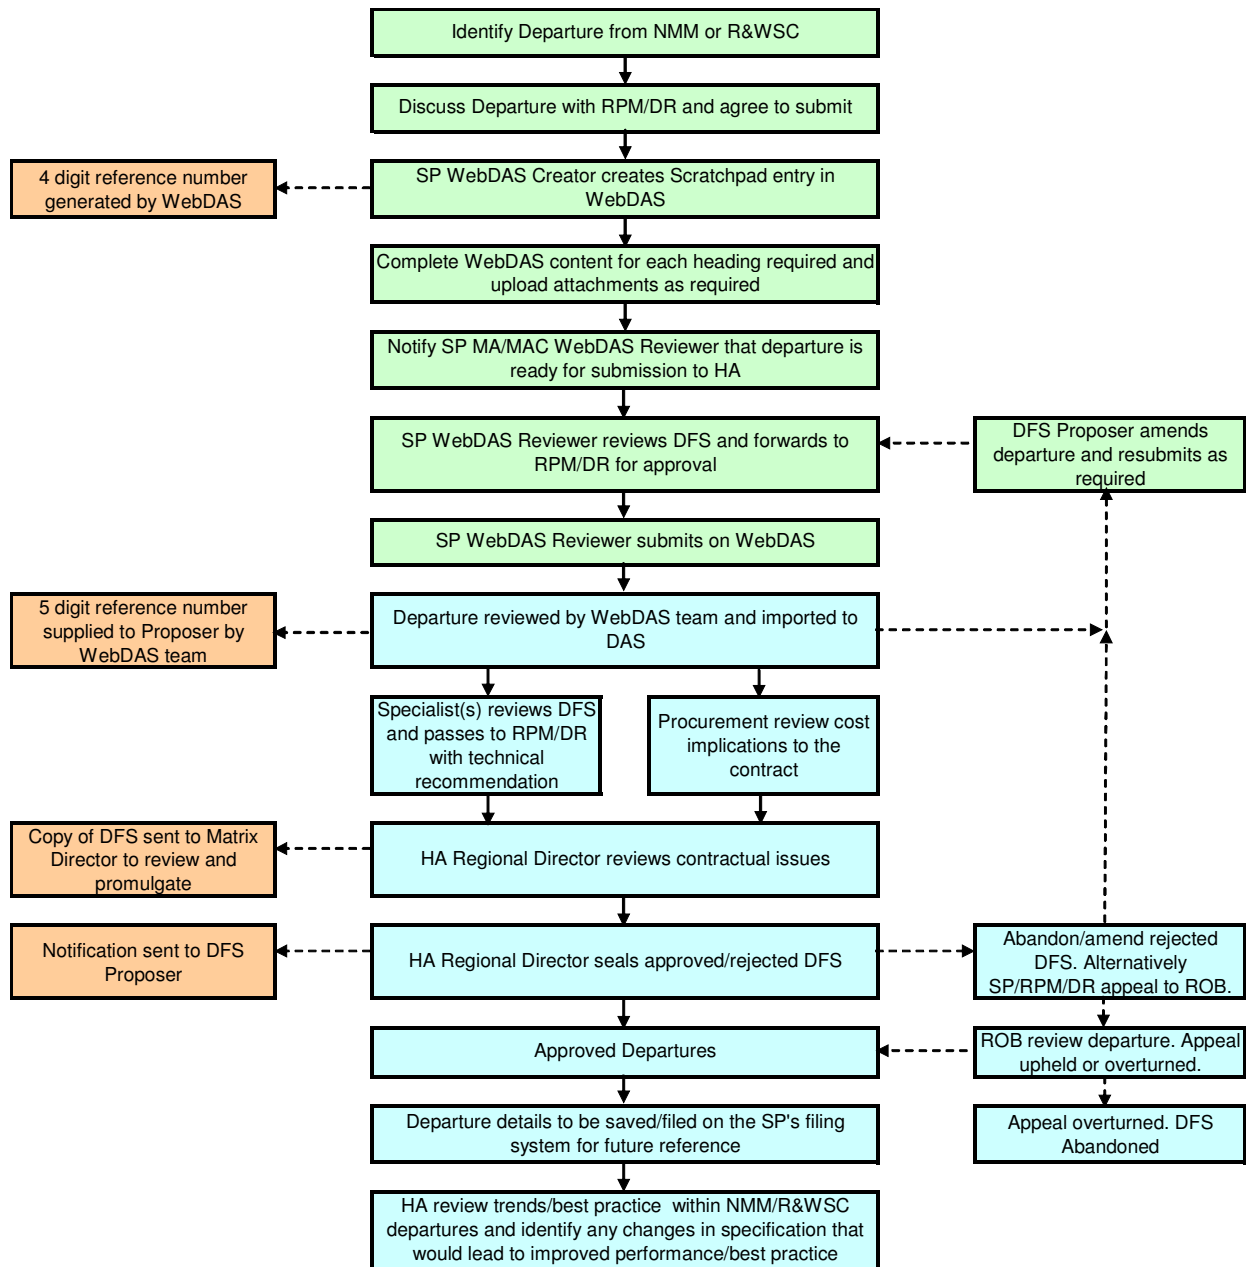 Identify Departure from NMM or R&WSC
Discuss Departure with RPM/DR and agree to submit
4 digit reference number
generated by WebDAS
SP WebDAS Creator creates Scratchpad entry in
WebDAS
Complete WebDAS content for each heading required and
upload attachments as required
Notify SP MA/MAC WebDAS Reviewer that departure is
ready for submission to HA
SP WebDAS Reviewer reviews DFS and forwards to
RPM/DR for approval
DFS Proposer amends
departure and resubmits as
required
SP WebDAS Reviewer submits on WebDAS
5 digit reference number
supplied to Proposer by
WebDAS team
Departure reviewed by WebDAS team and imported to
DAS
Specialist(s) reviews DFS
and passes to RPM/DR
with technical
recommendation
Procurement review cost
implications to the
contract
Copy of DFS sent to Matrix
Director to review and
promulgate
HA Regional Director reviews contractual issues
Notification sent to DFS
Proposer
HA Regional Director seals approved/rejected DFS
Abandon/amend rejected
DFS. Alternatively
SP/RPM/DR appeal to ROB.
Approved Departures
ROB review departure. Appeal
upheld or overturned.
Departure details to be saved/filed on the SP's filing
system for future reference
Appeal overturned. DFS
Abandoned
HA review trends/best practice within NMM/R&WSC
departures and identify any changes in specification that
would lead to improved performance/best practice